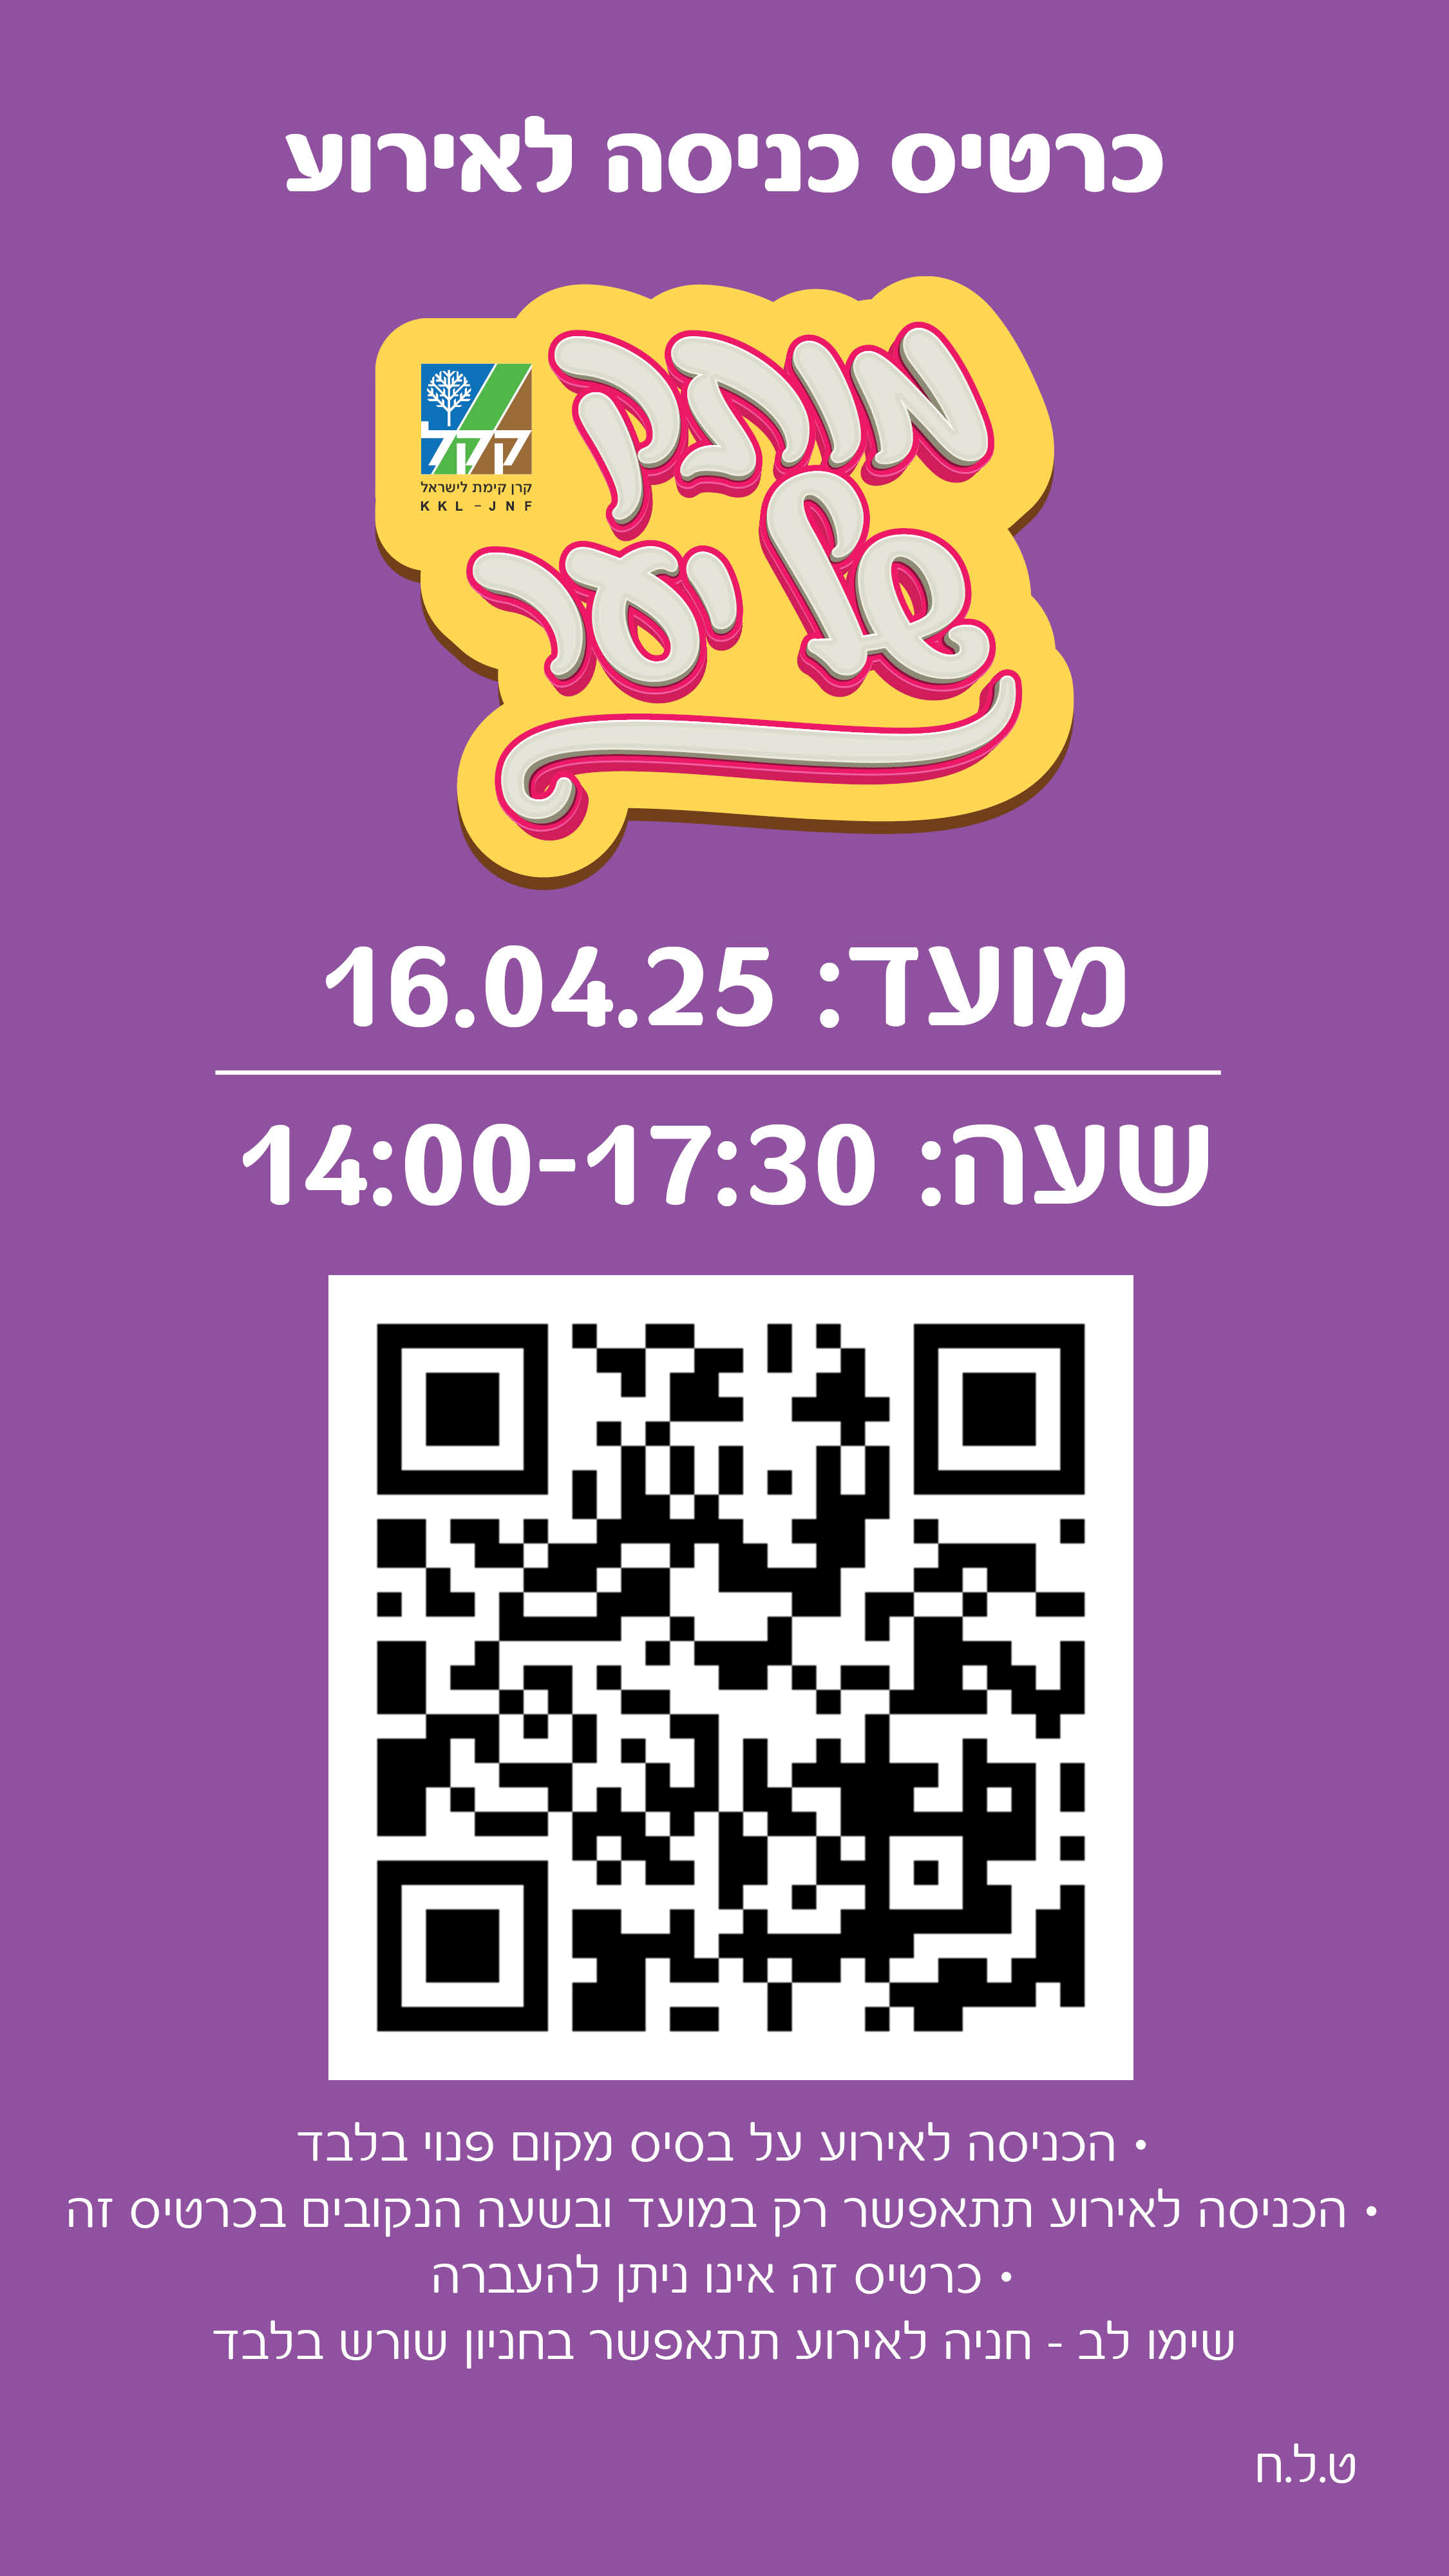 כרטיס כניסה לאירוע
מותק
של יער
קקל
קרן קימת לישראל
KKL-JNF
מועד: 16.04.25
שעה: 14:00-17:30
• הכניסה לאירוע על בסיס מקום פנוי בלבד
• הכניסה לאירוע תתאפשר רק במועד ובשעה הנקובים בכרטיס זה
• כרטיס זה אינו ניתן להעברה
שימו לב - חניה לאירוע תתאפשר בחניון שורש בלבד
ט.ל.ח